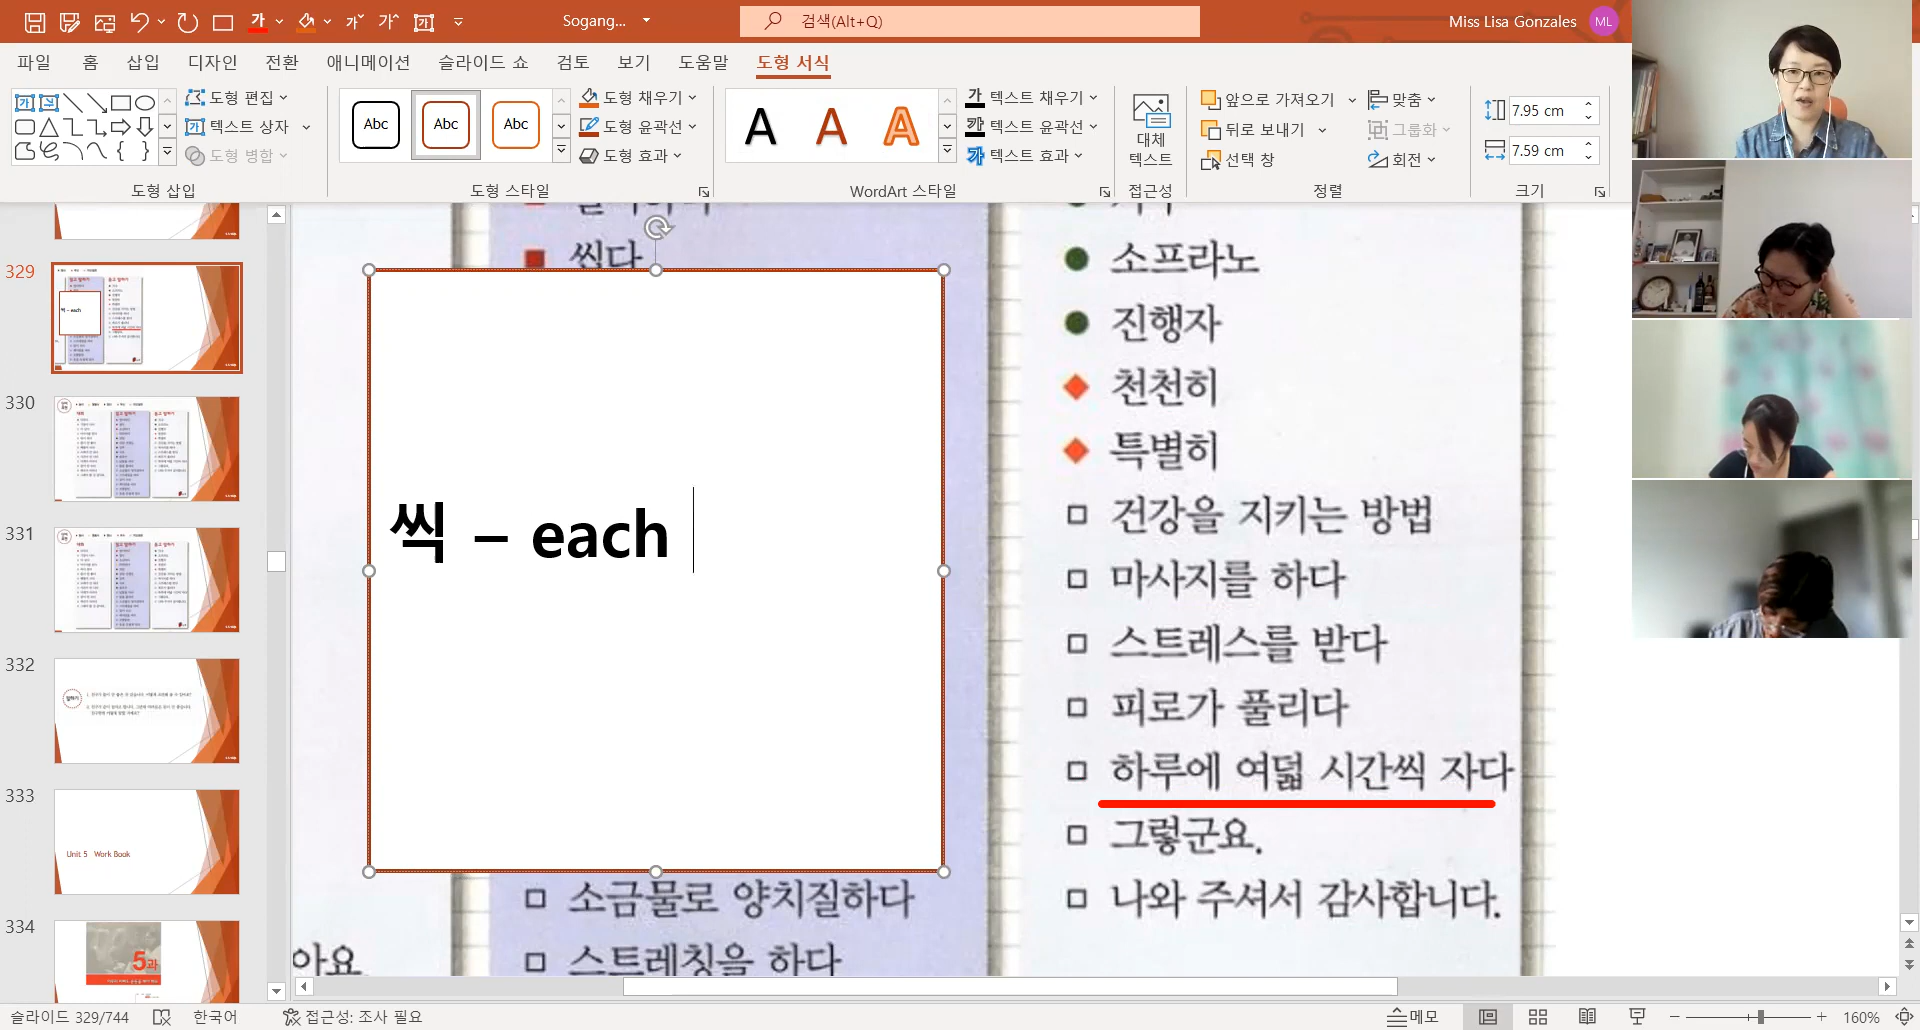 Sogang...
검색(Alt+Q)
Miss Lisa Gonzales
ML
파일 홈 삽입 디자인 전환 애니메이션 슬라이드 쇼 검토 보기 도움말 도형 서식
도형 편집
텍스트 상자
도형 병합
도형 삽입
Abc Abc Abc
도형 채우기
도형 윤곽선
도형 효과
도형 스타일
A A A
텍스트 채우기
텍스트 윤곽선
텍스트 효과
WordArt 스타일
대체
텍스트
접근성
앞으로 가져오기
뒤로 보내기
선택 창
맞춤
그룹화
회전
정렬
7.95 cm
7.59 cm
크기
329
330
331
332
333
Unit 5 Work Book
334
5과
씩 – each
씹다
소금물로 양치질하다
스트레칭을 하다
아요
소프라노
진행자
천천히
특별히
건강을 지키는 방법
마사지를 하다
스트레스를 받다
피로가 풀리다
하루에 여덟 시간씩 자다
그렇군요.
나와 주셔서 감사합니다.
슬라이드 329/744
한국어
접근성: 조사 필요
메모
160%